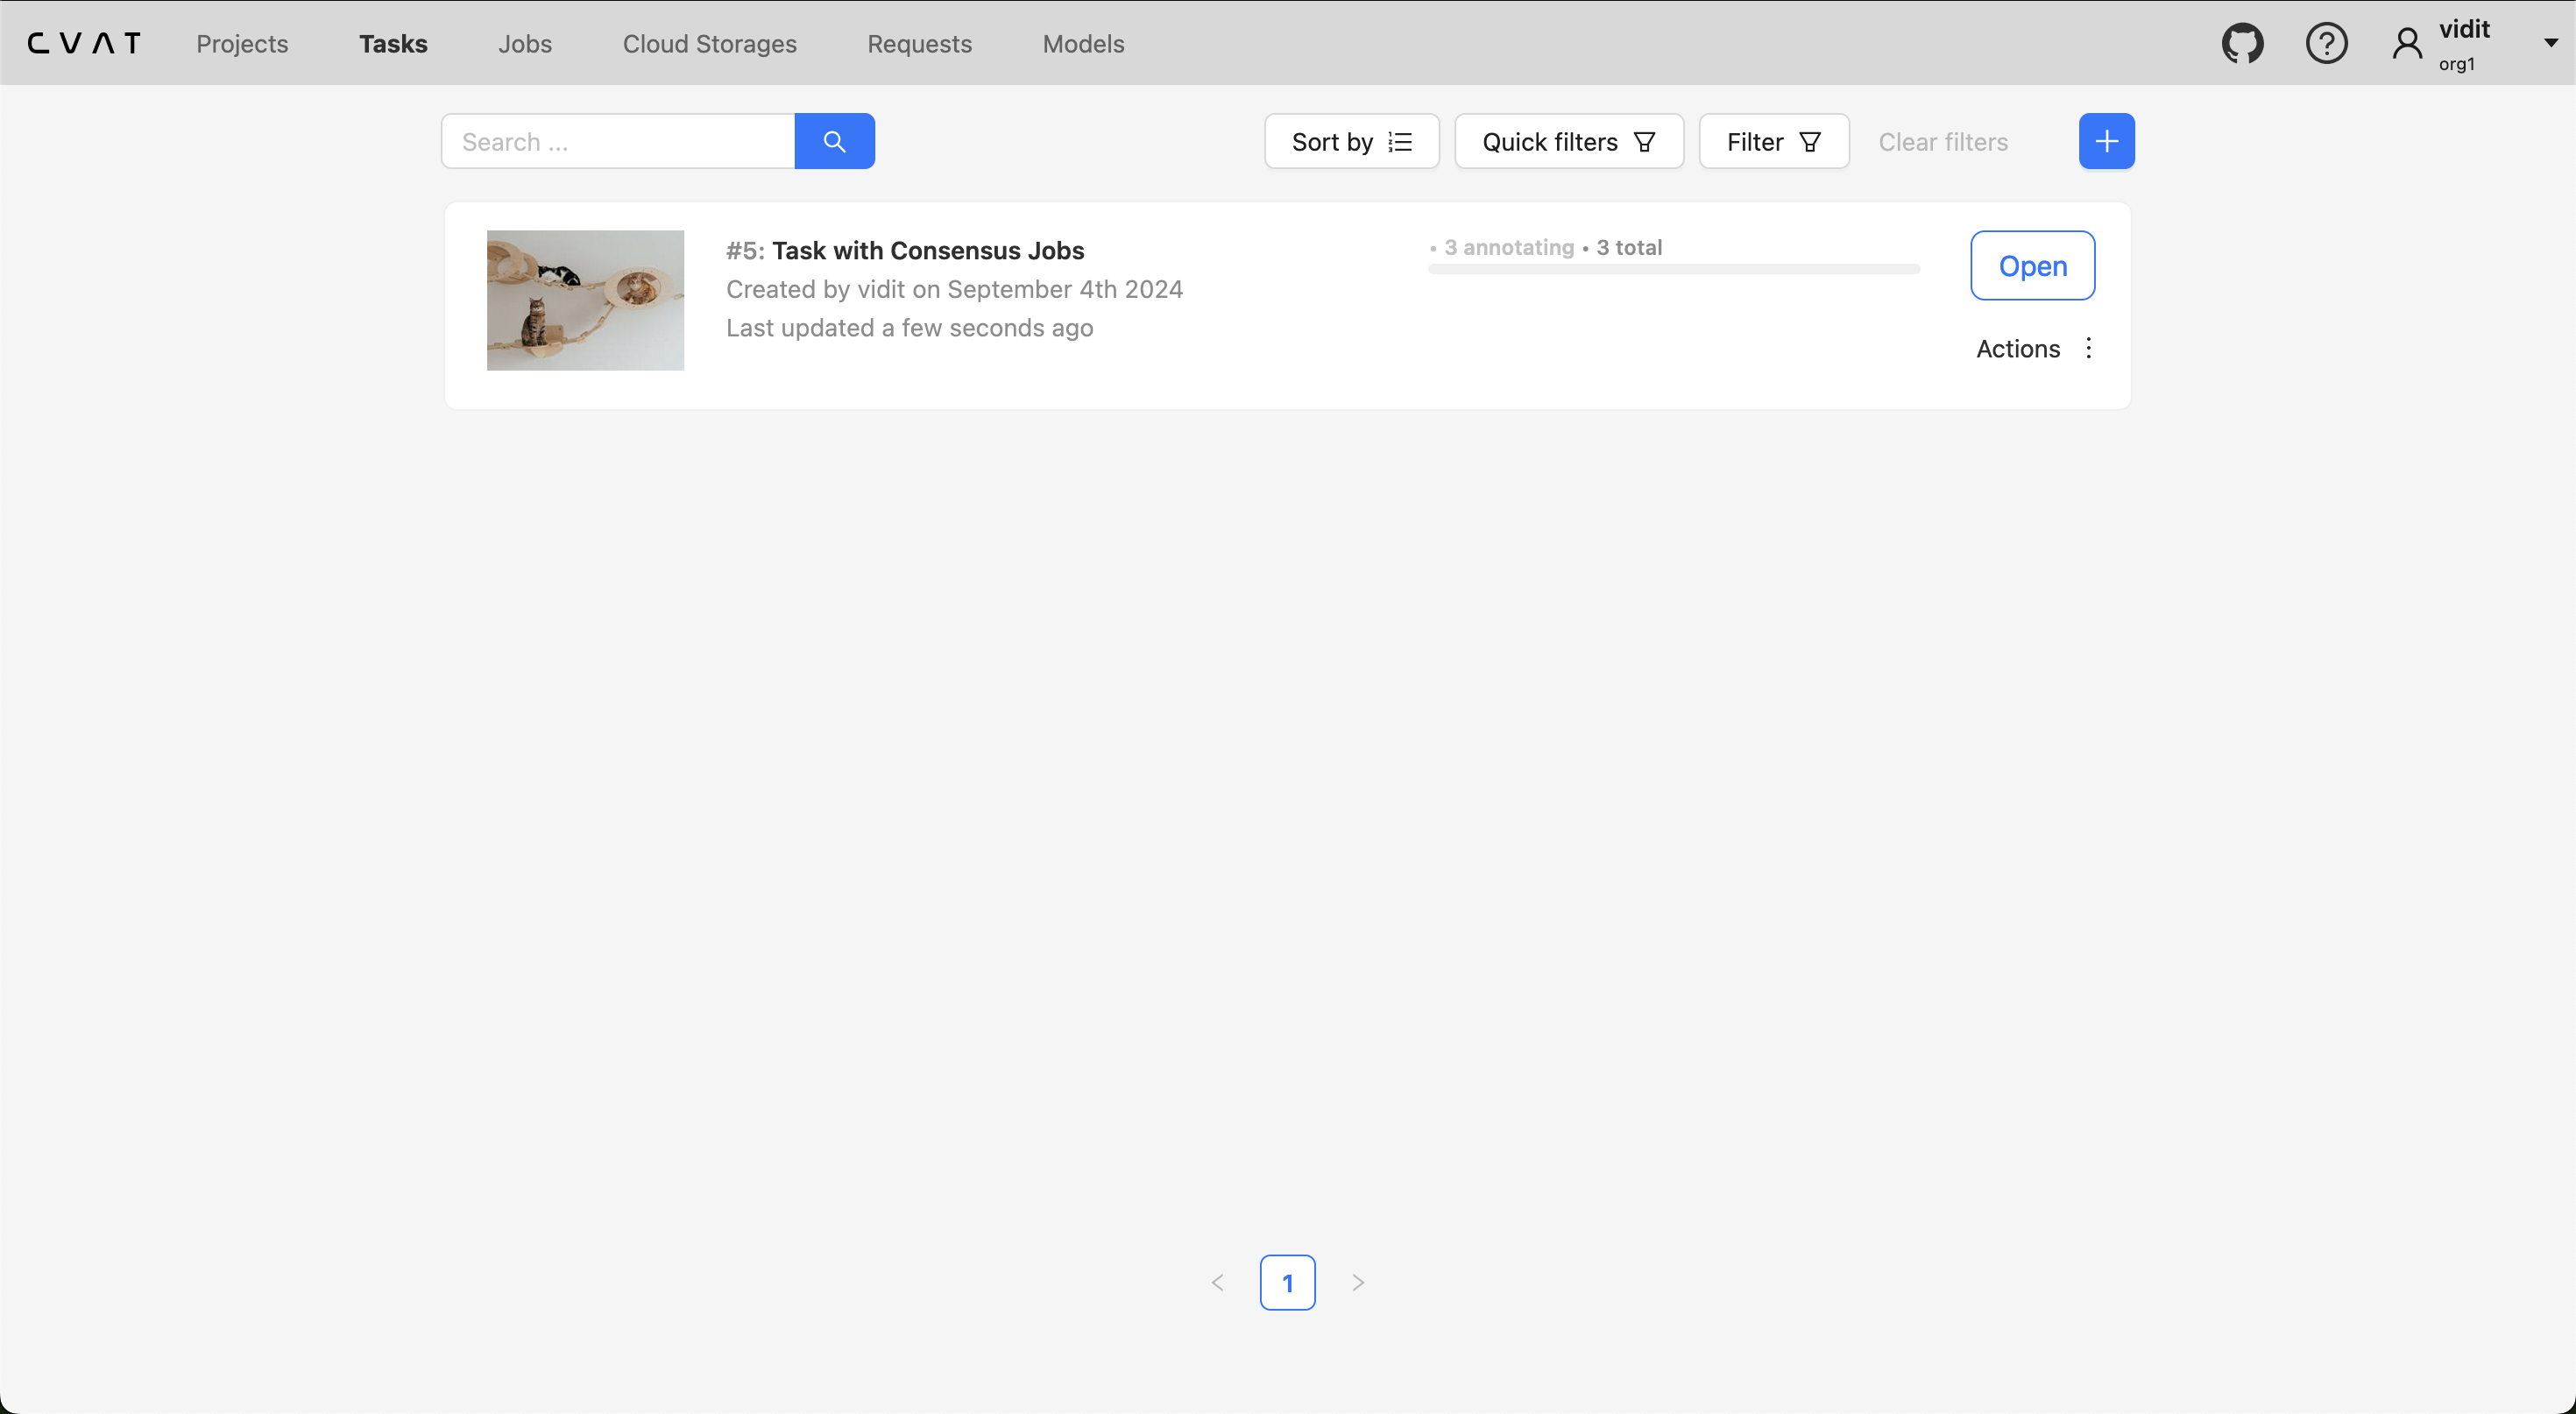 CVAT Projects Tasks Jobs Cloud Storages Requests Models vidit
org1
Search ... Sort by Quick filters Filter Clear filters
#5: Task with Consensus Jobs
Created by vidit on September 4th 2024
Last updated a few seconds ago
• 3 annotating • 3 total
Open
Actions
1